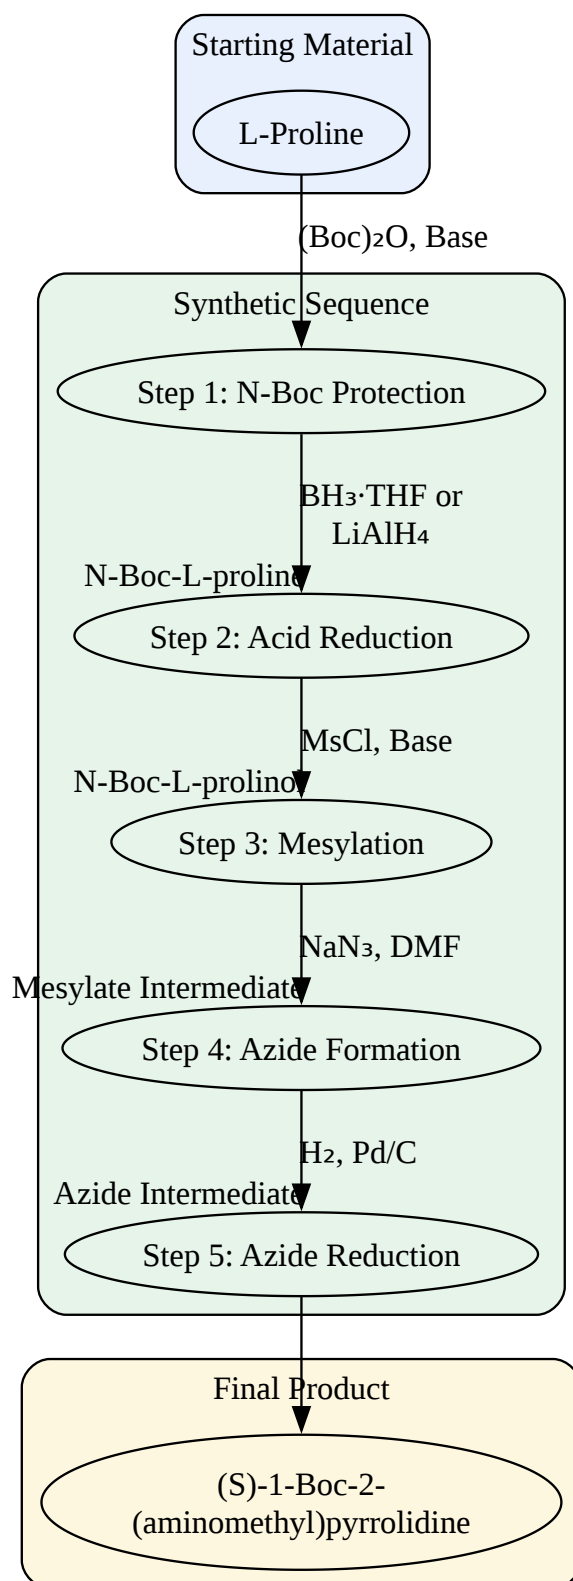 Starting Material
L-Proline
(Boc)₂O, Base
Synthetic Sequence
Step 1: N-Boc Protection
BH₃·THF or
LiAlH₄
N-Boc-L-proline
Step 2: Acid Reduction
MsCl, Base
N-Boc-L-prolinol
Step 3: Mesylation
NaN₃, DMF
Mesylate Intermediate
Step 4: Azide Formation
H₂, Pd/C
Azide Intermediate
Step 5: Azide Reduction
Final Product
(S)-1-Boc-2-
(aminomethyl)pyrrolidine